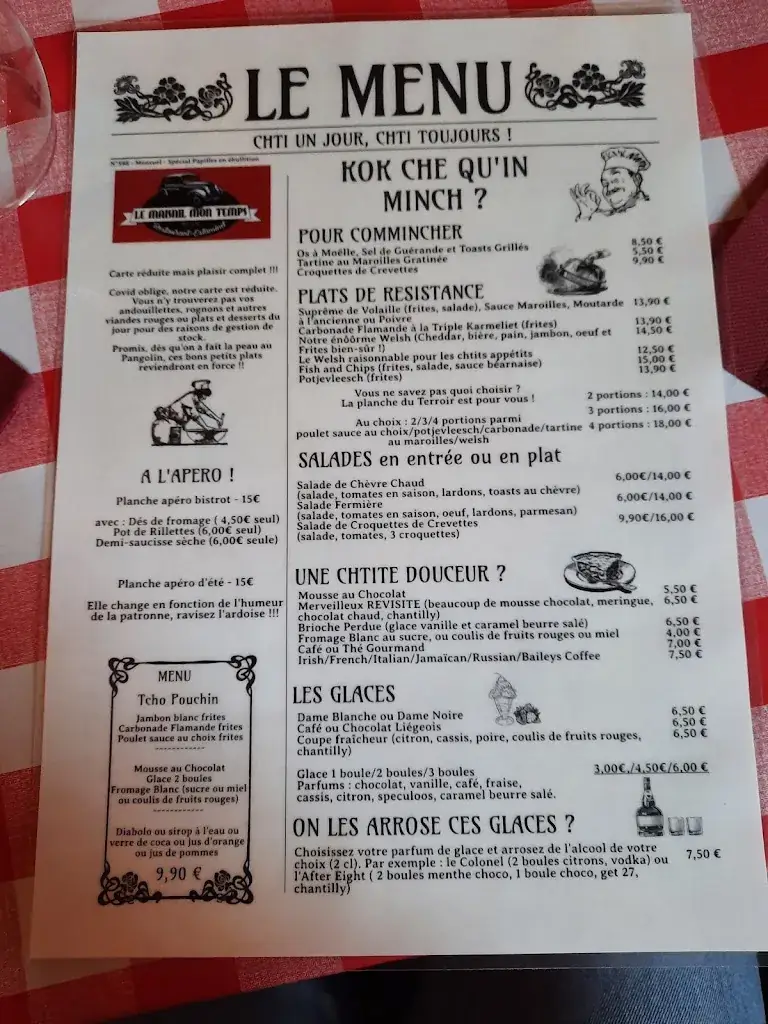 LE MENU
CHTI UN JOUR, CHTI TOUJOURS !
N°588 - Mensuel - Spécial Papilles en ébullition
LE MANNIL MON TEMPS
Restaurant-Estaminet
Carte réduite mais plaisir complet !!!
Covid oblige, notre carte est réduite.
Vous n'y trouverez pas vos
andouillettes, rognons et autres
viandes rouges ou plats et desserts du
jour pour des raisons de gestion de
stock.
Promis, dès qu'on a fait la peau au
Pangolin, ces bons petits plats
reviendront en force !!
A L'APERO !
Planche apéro bistrot - 15€
avec : Dés de fromage ( 4,50€ seul)
Pot de Rillettes (6,00€ seul)
Demi-saucisse sèche (6,00€ seule)
Planche apéro d'été - 15€
Elle change en fonction de l'humeur
de la patronne, ravisez l'ardoise !!!
MENU
Tcho Pouchin
Jambon blanc frites
Carbonade Flamande frites
Poulet sauce au choix frites
------------
Mousse au Chocolat
Glace 2 boules
Fromage Blanc (sucre ou miel
ou coulis de fruits rouges)
------------
Diabolo ou sirop à l'eau ou
verre de coca ou jus d'orange
ou jus de pommes
9,90 €
KOK CHE QU'IN
MINCH ?
POUR COMMINCHER
Os à Moëlle, Sel de Guérande et Toasts Grillés 8,50 €
Tartine au Maroilles Gratinée 5,50 €
Croquettes de Crevettes 9,90 €
PLATS DE RESISTANCE
Suprême de Volaille (frites, salade), Sauce Maroilles, Moutarde 13,90 €
à l'ancienne ou Poivre
Carbonade Flamande à la Triple Karmeliet (frites) 13,90 €
Notre énôôrme Welsh (Cheddar, bière, pain, jambon, oeuf et 14,50 €
Frites bien-sûr !)
Le Welsh raisonnable pour les chtits appétits 12,50 €
Fish and Chips (frites, salade, sauce béarnaise) 15,00 €
Potjevleesch (frites) 13,90 €
Vous ne savez pas quoi choisir ?
La planche du Terroir est pour vous !
2 portions : 14,00 €
3 portions : 16,00 €
Au choix : 2/3/4 portions parmi
poulet sauce au choix/potjevleesch/carbonade/tartine 4 portions : 18,00 €
au maroilles/welsh
SALADES en entrée ou en plat
Salade de Chèvre Chaud 6,00€/14,00 €
(salade, tomates en saison, lardons, toasts au chèvre)
Salade Fermière 6,00€/14,00 €
(salade, tomates en saison, oeuf, lardons, parmesan)
Salade de Croquettes de Crevettes 9,90€/16,00 €
(salade, tomates, 3 croquettes)
UNE CHTITE DOUCEUR ?
Mousse au Chocolat 5,50 €
Merveilleux REVISITE (beaucoup de mousse chocolat, meringue, 6,50 €
chocolat chaud, chantilly)
Brioche Perdue (glace vanille et caramel beurre salé) 6,50 €
Fromage Blanc au sucre, ou coulis de fruits rouges ou miel 4,00 €
Café ou Thé Gourmand 7,00 €
Irish/French/Italian/Jamaïcan/Russian/Baileys Coffee 7,50 €
LES GLACES
Dame Blanche ou Dame Noire 6,50 €
Café ou Chocolat Liégeois 6,50 €
Coupe fraîcheur (citron, cassis, poire, coulis de fruits rouges, 6,50 €
chantilly)
Glace 1 boule/2 boules/3 boules 3,00€,/4,50€/6,00 €
Parfums : chocolat, vanille, café, fraise,
cassis, citron, speculoos, caramel beurre salé.
ON LES ARROSE CES GLACES ?
Choisissez votre parfum de glace et arrosez de l'alcool de votre 7,50 €
choix (2 cl). Par exemple : le Colonel (2 boules citrons, vodka) ou
l'After Eight ( 2 boules menthe choco, 1 boule choco, get 27,
chantilly)